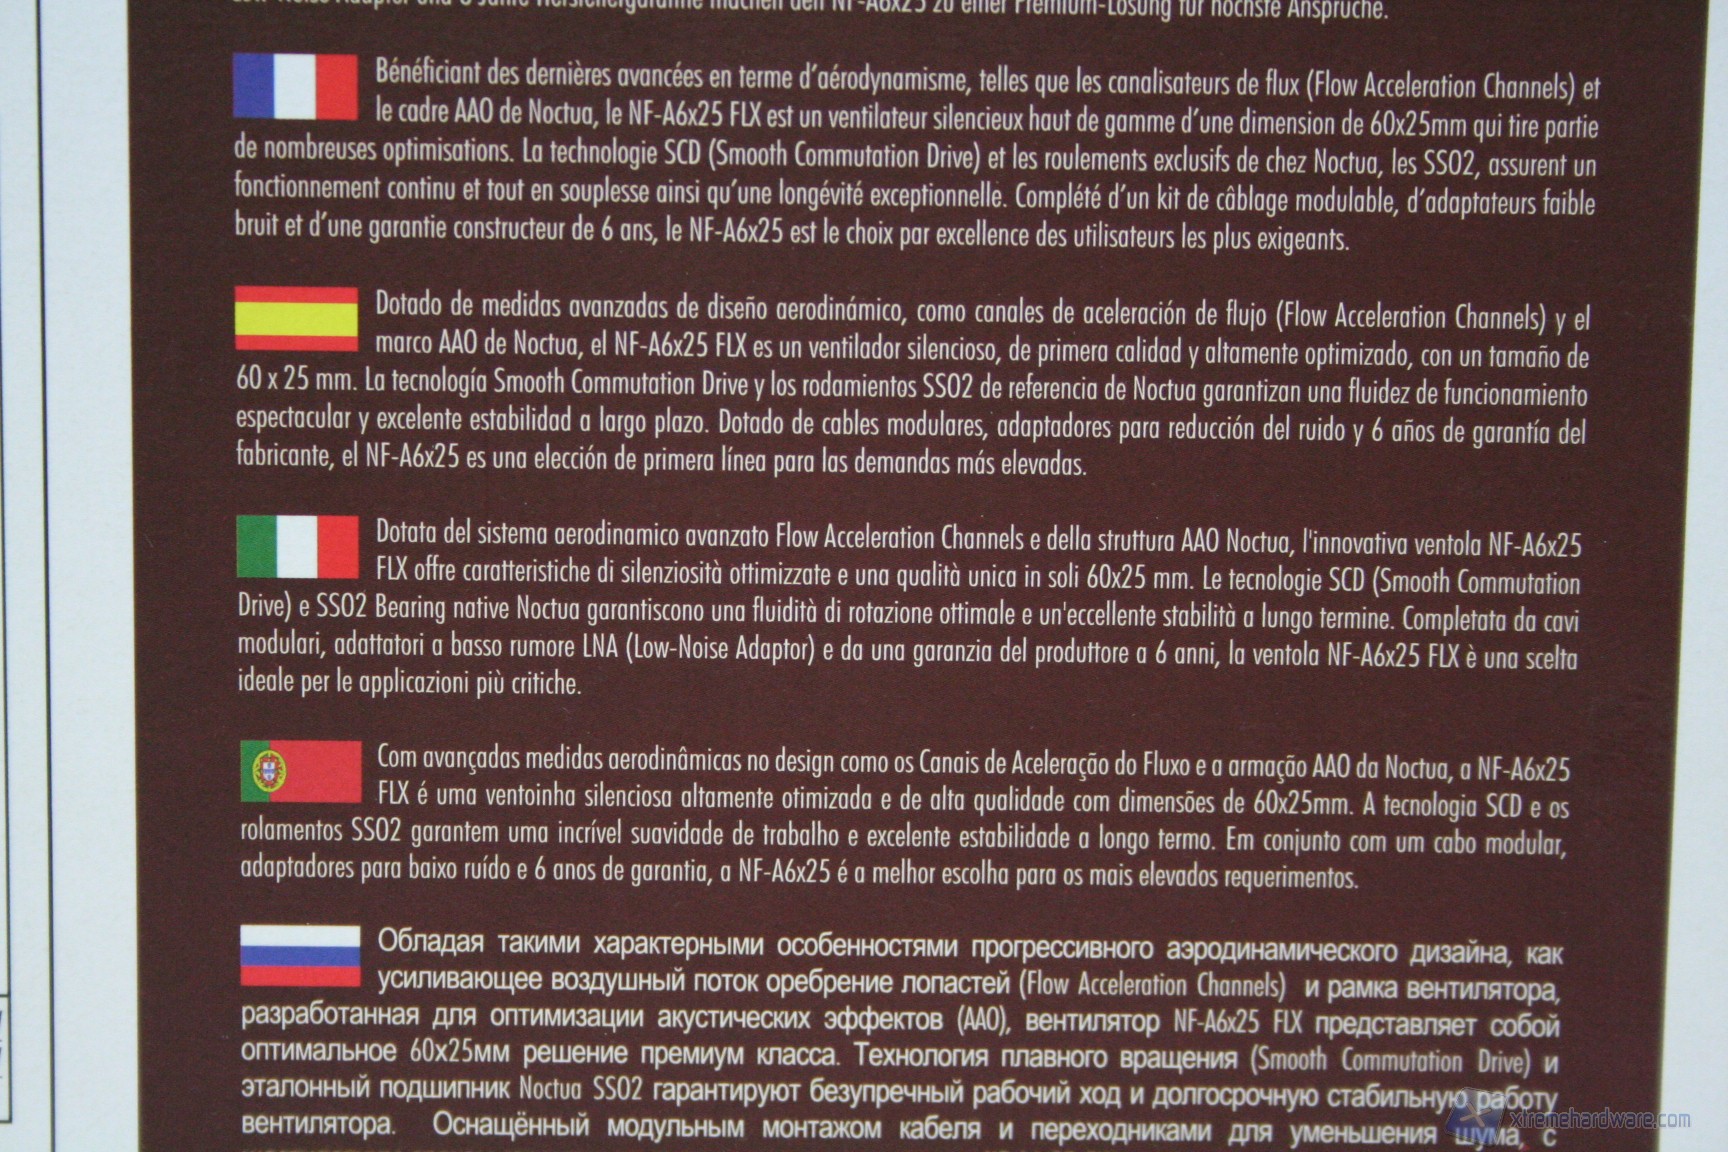 Low-Noise Adapter und 6 Jahre Herstellergarantie machen den NF-A6x25 zu einer Premium-Lösung für höchste Ansprüche.
Bénéficiant des dernières avancées en terme d'aérodynamisme, telles que les canalisateurs de flux (Flow Acceleration Channels) et
le cadre AAO de Noctua, le NF-A6x25 FLX est un ventilateur silencieux haut de gamme d'une dimension de 60x25mm qui tire partie
de nombreuses optimisations. La technologie SCD (Smooth Commutation Drive) et les roulements exclusifs de chez Noctua, les SSO2, assurent un
fonctionnement continu et tout en souplesse ainsi qu'une longévité exceptionnelle. Complété d'un kit de câblage modulable, d'adaptateurs faible
bruit et d'une garantie constructeur de 6 ans, le NF-A6x25 est le choix par excellence des utilisateurs les plus exigeants.
Dotado de medidas avanzadas de diseño aerodinámico, como canales de aceleración de flujo (Flow Acceleration Channels) y el
marco AAO de Noctua, el NF-A6x25 FLX es un ventilador silencioso, de primera calidad y altamente optimizado, con un tamaño de
60 x 25 mm. La tecnología Smooth Commutation Drive y los rodamientos SSO2 de referencia de Noctua garantizan una fluidez de funcionamiento
espectacular y excelente estabilidad a largo plazo. Dotado de cables modulares, adaptadores para reducción del ruido y 6 años de garantía del
fabricante, el NF-A6x25 es una elección de primera línea para las demandas más elevadas.
Dotata del sistema aerodinamico avanzato Flow Acceleration Channels e della struttura AAO Noctua, l'innovativa ventola NF-A6x25
FLX offre caratteristiche di silenziosità ottimizzate e una qualità unica in soli 60x25 mm. Le tecnologie SCD (Smooth Commutation
Drive) e SSO2 Bearing native Noctua garantiscono una fluidità di rotazione ottimale e un'eccellente stabilità a lungo termine. Completata da cavi
modulari, adattatori a basso rumore LNA (Low-Noise Adaptor) e da una garanzia del produttore a 6 anni, la ventola NF-A6x25 FLX è una scelta
ideale per le applicazioni più critiche.
Com avançadas medidas aerodinâmicas no design como os Canais de Aceleração do Fluxo e a armação AAO da Noctua, a NF-A6x25
FLX é uma ventoinha silenciosa altamente otimizada e de alta qualidade com dimensões de 60x25mm. A tecnologia SCD e os
rolamentos SSO2 garantem uma incrível suavidade de trabalho e excelente estabilidade a longo termo. Em conjunto com um cabo modular,
adaptadores para baixo ruído e 6 anos de garantia, a NF-A6x25 é a melhor escolha para os mais elevados requerimentos.
Обладая такими характерными особенностями прогрессивного аэродинамического дизайна, как
усиливающее воздушный поток оребрение лопастей (Flow Acceleration Channels) и рамка вентилятора,
разработанная для оптимизации акустических эффектов (AAO), вентилятор NF-A6x25 FLX представляет собой
оптимальное 60x25мм решение премиум класса. Технология плавного вращения (Smooth Commutation Drive) и
эталонный подшипник Noctua SSO2 гарантируют безупречный рабочий ход и долгосрочную стабильную работу
вентилятора. Оснащённый модульным монтажом кабеля и переходниками для уменьшения шума, с
xtremehardware.com